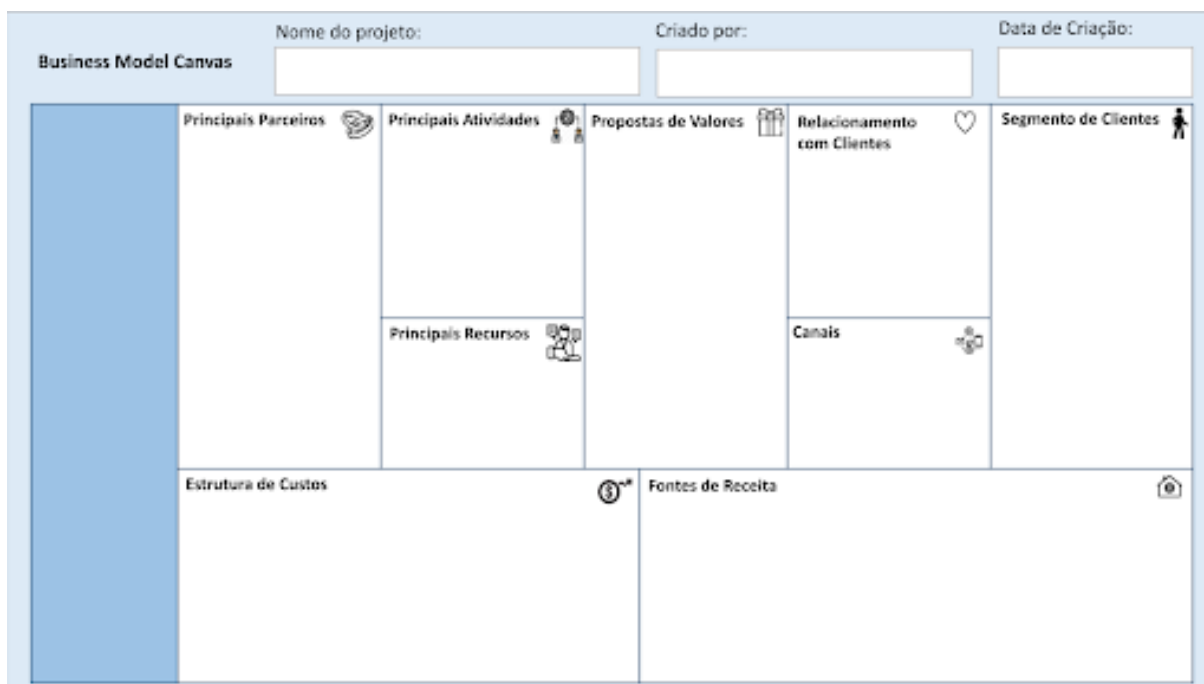 Nome do projeto:
Criado por:
Data de Criação:
Business Model Canvas
Principais Parceiros
Principais Atividades
Propostas de Valores
Relacionamento
com Clientes
Segmento de Clientes
Principais Recursos
Canais
Estrutura de Custos
Fontes de Receita